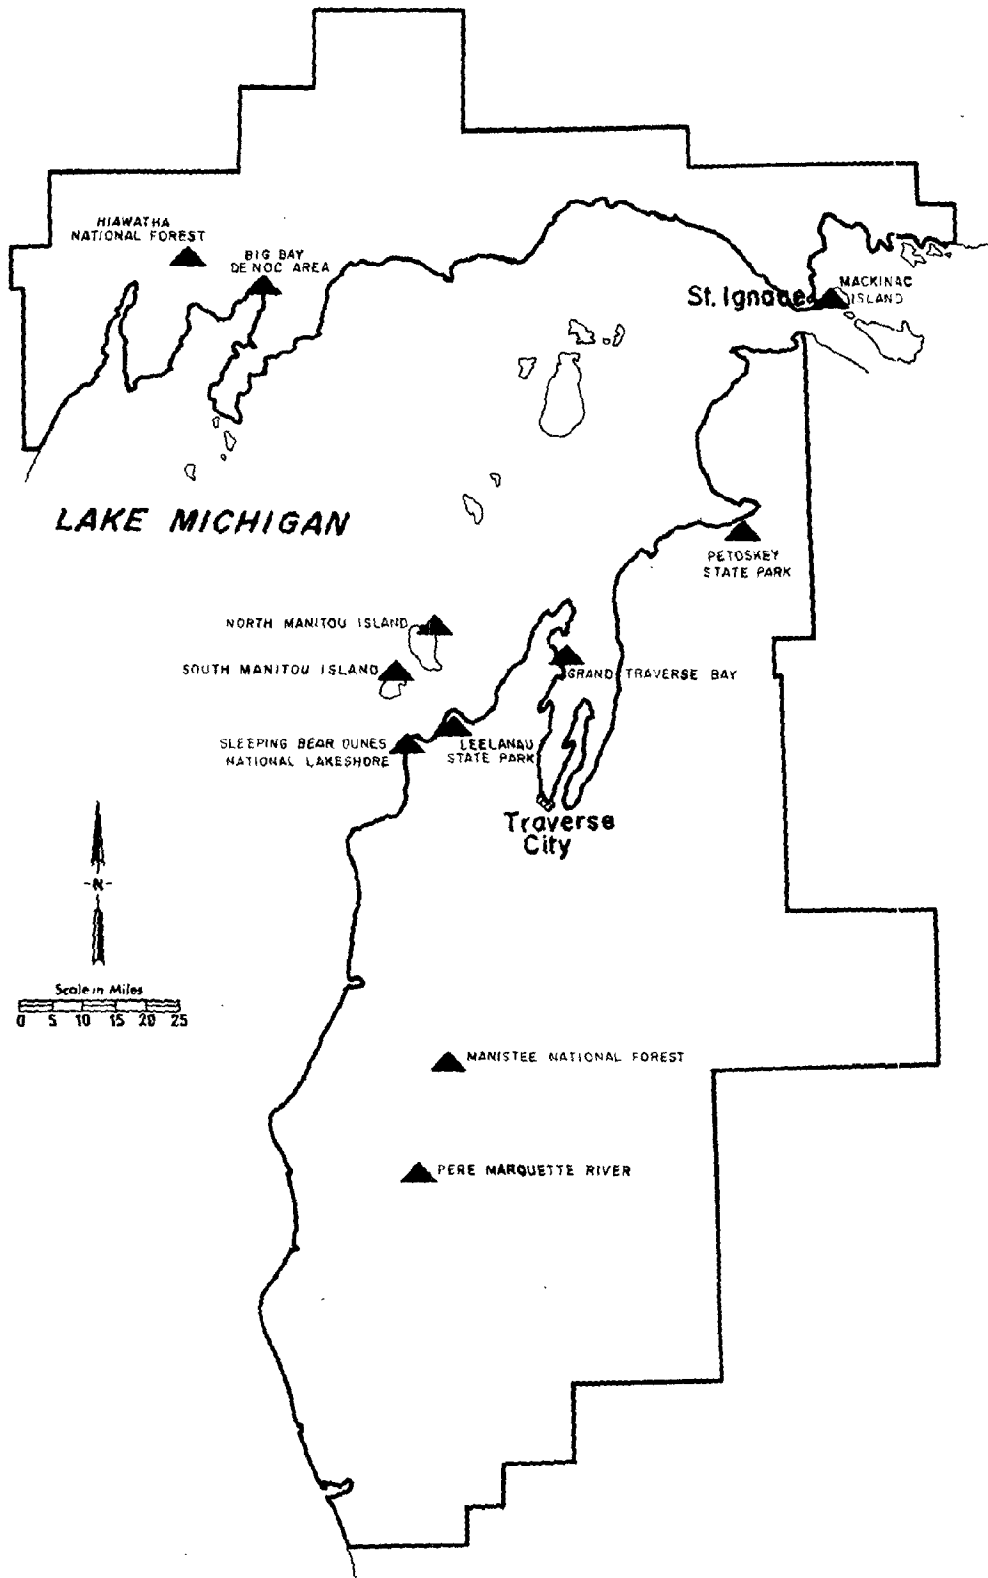 HIAWATHA
NATIONAL FOREST
BIG BAY
DE NOC AREA
MACKINAC
ISLAND
St. Ignace
LAKE MICHIGAN
PETOSKEY
STATE PARK
NORTH MANITOU ISLAND
SOUTH MANITOU ISLAND
GRAND TRAVERSE BAY
SLEEPING BEAR DUNES
NATIONAL LAKESHORE
LEELANAU
STATE PARK
Traverse
City
N
Scale in Miles
0 5 10 15 20 25
MANISTEE NATIONAL FOREST
PERE MARQUETTE RIVER